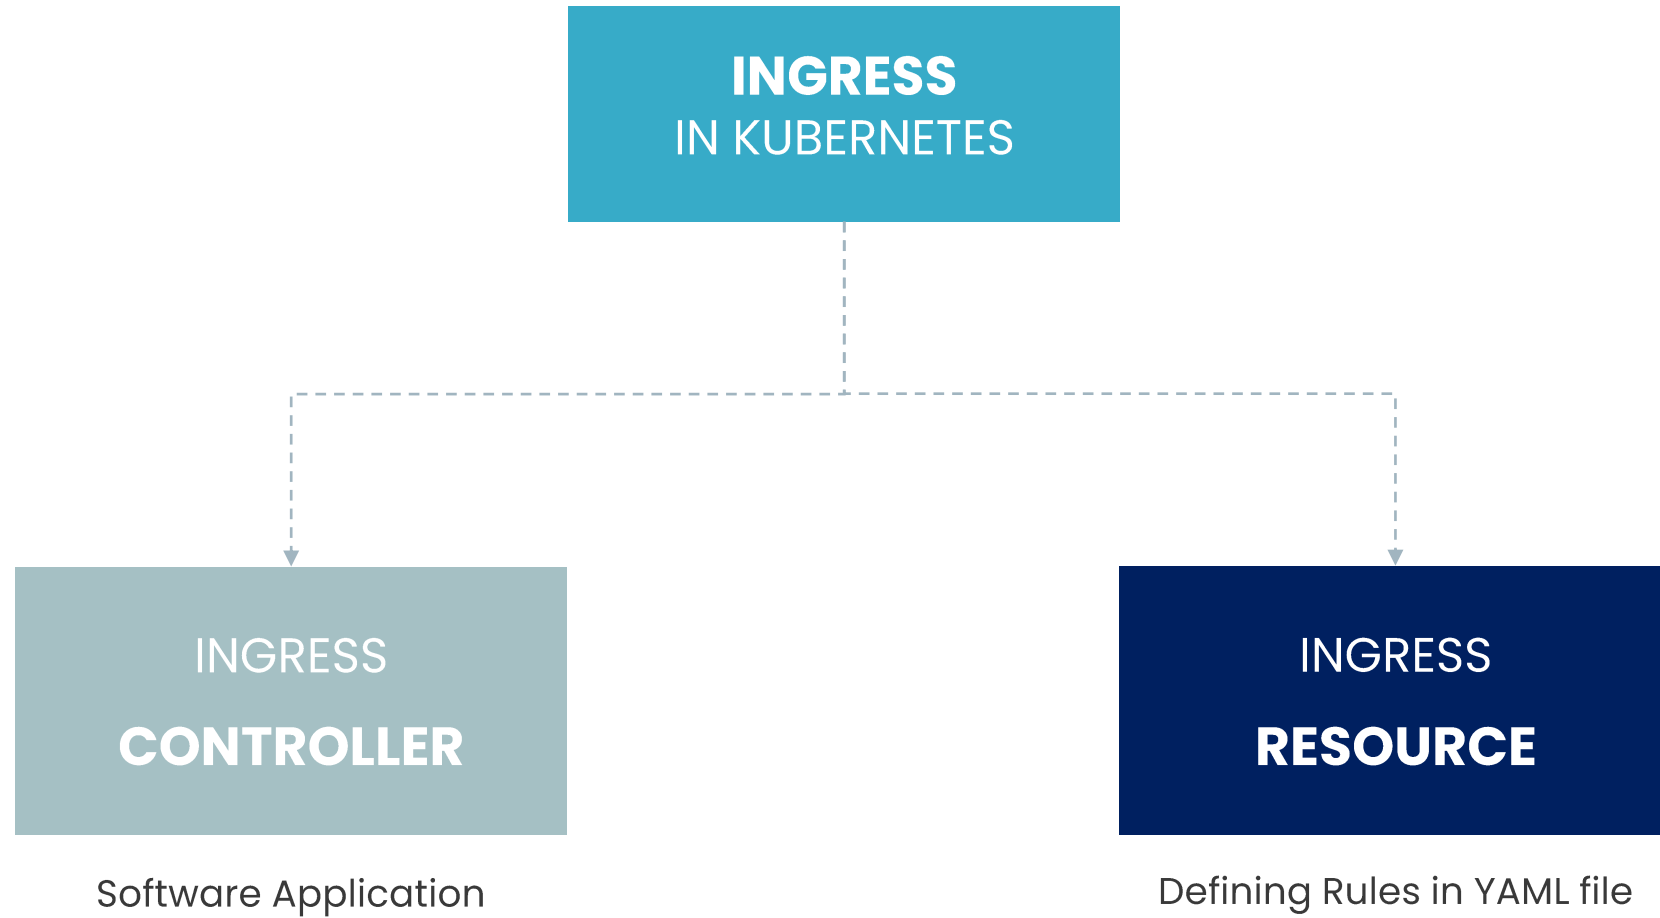 INGRESS
IN KUBERNETES
INGRESS
CONTROLLER
Software Application
INGRESS
RESOURCE
Defining Rules in YAML file